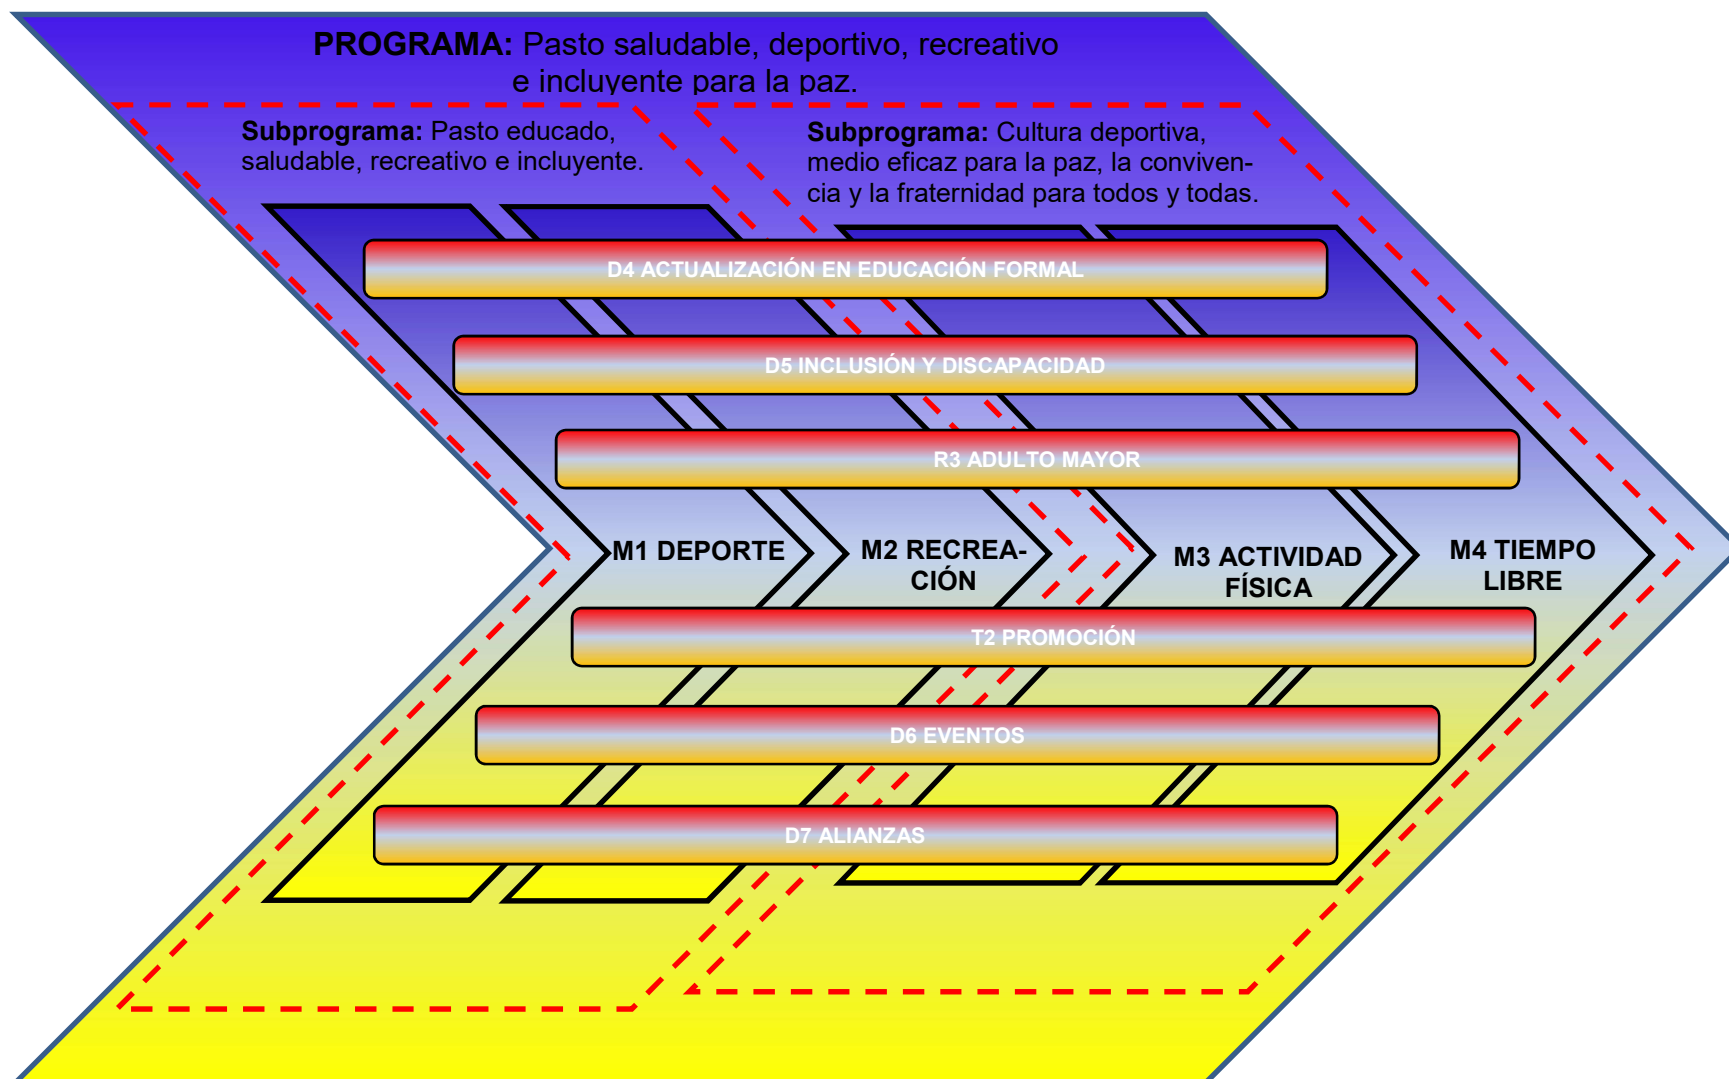 PROGRAMA: Pasto saludable, deportivo, recreativo
e incluyente para la paz.
Subprograma: Pasto educado,
saludable, recreativo e incluyente.
Subprograma: Cultura deportiva,
medio eficaz para la paz, la conviven-
cia y la fraternidad para todos y todas.
D4 ACTUALIZACIÓN EN EDUCACIÓN FORMAL
D5 INCLUSIÓN Y DISCAPACIDAD
R3 ADULTO MAYOR
M1 DEPORTE
M2 RECREA-
CIÓN
M3 ACTIVIDAD
FÍSICA
M4 TIEMPO
LIBRE
T2 PROMOCIÓN
D6 EVENTOS
D7 ALIANZAS